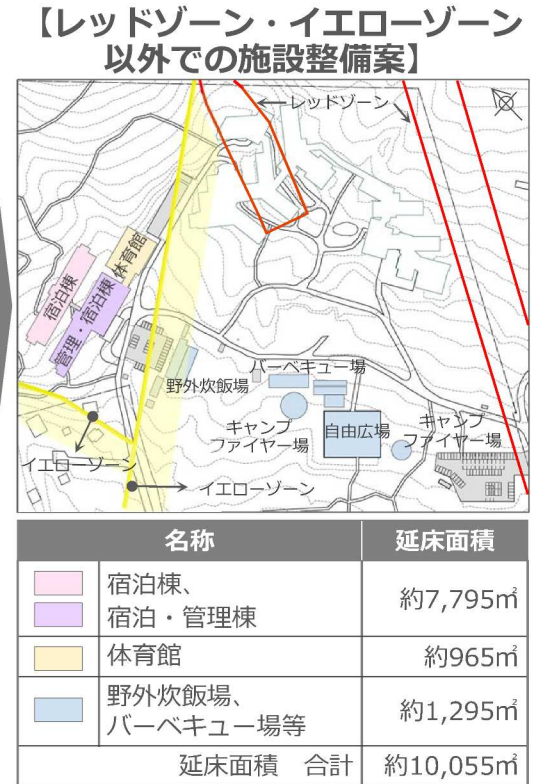 【レッドゾーン・イエローゾーン
以外での施設整備案】
レッドゾーン
体育館
宿泊棟
管理・宿泊棟
野外炊飯場
バーベキュー場
キャンプ
ファイヤー場
自由広場
キャンプ
ファイヤー場
イエローゾーン
イエローゾーン
名称 延床面積
宿泊棟、
宿泊・管理棟
約7,795㎡
体育館 約965㎡
野外炊飯場、
バーベキュー場等
約1,295㎡
延床面積 合計 約10,055㎡